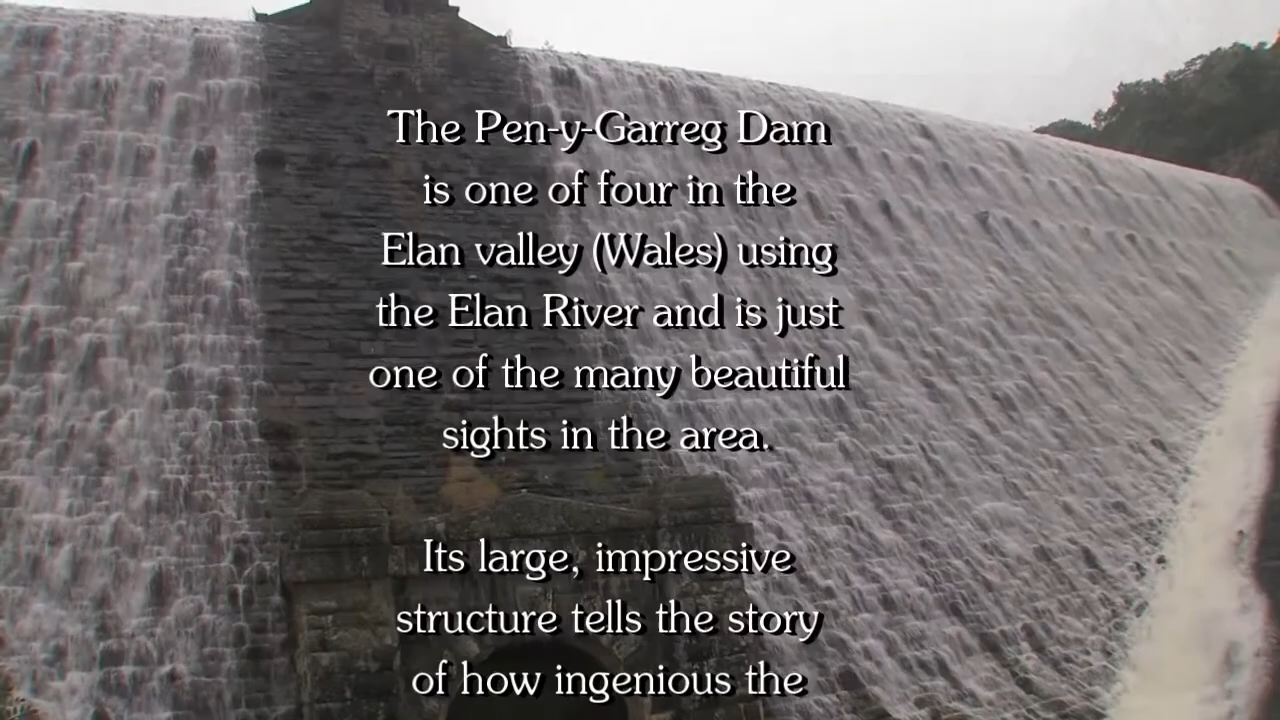 The Pen-y-Garreg Dam
is one of four in the
Elan valley (Wales) using
the Elan River and is just
one of the many beautiful
sights in the area.
Its large, impressive
structure tells the story
of how ingenious the